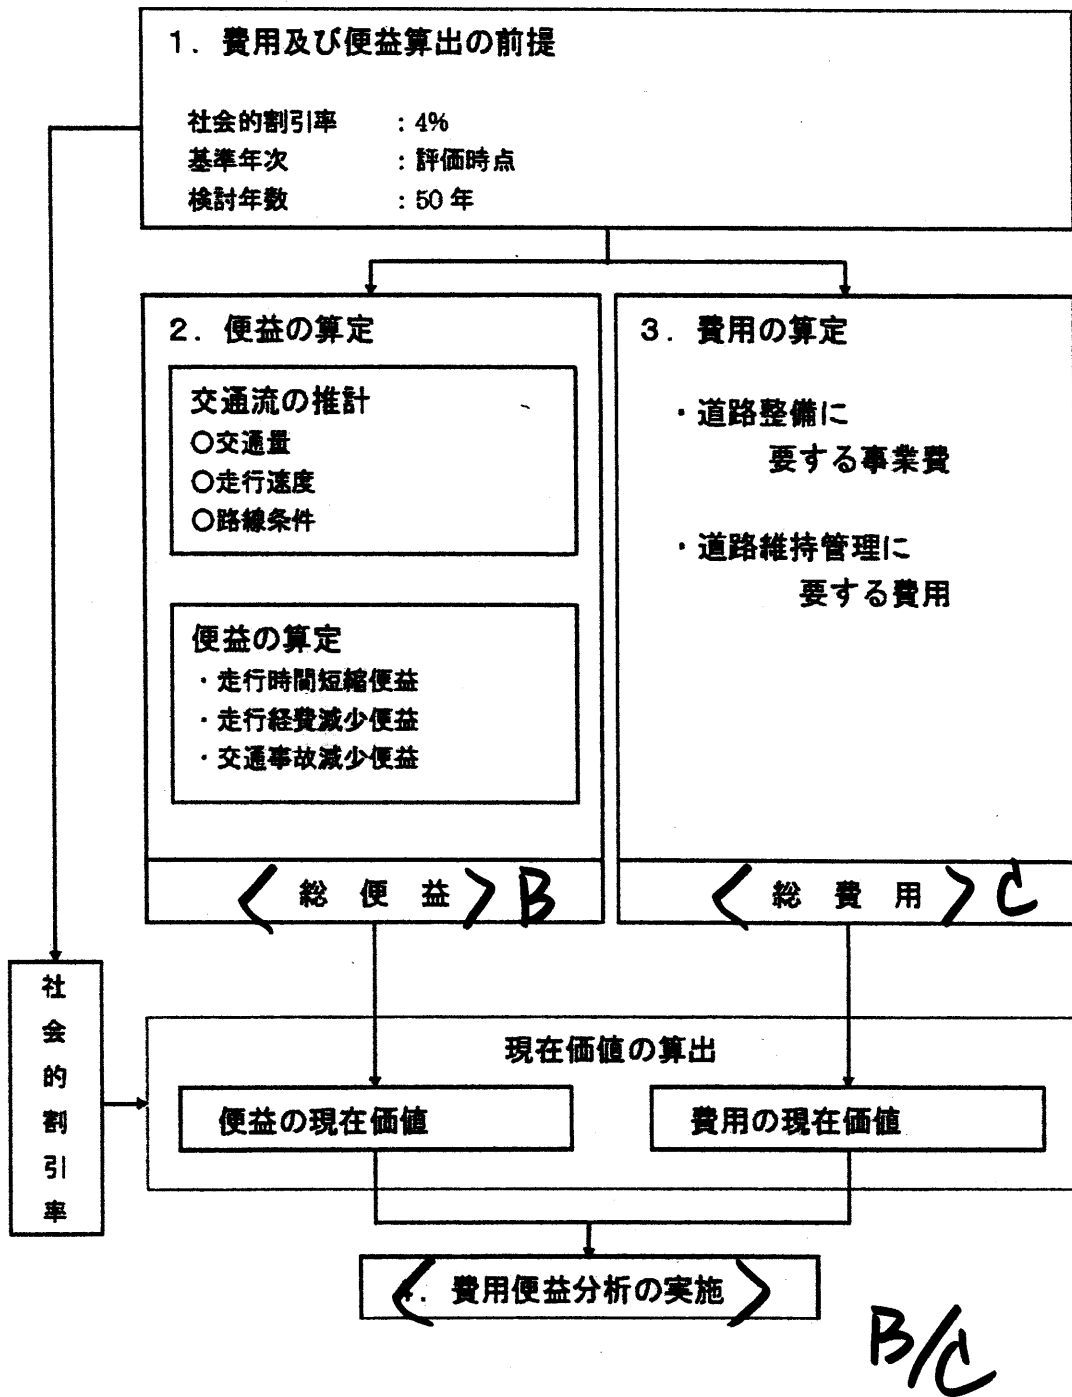 1．費用及び便益算出の前提
社会的割引率　：4%
基準年次　：評価時点
検討年数　：50 年
2．便益の算定
交通流の推計
○交通量
○走行速度
○路線条件
便益の算定
・走行時間短縮便益
・走行経費減少便益
・交通事故減少便益
〈 総 便 益 〉 B
3．費用の算定
・道路整備に
要する事業費
・道路維持管理に
要する費用
〈 総 費 用 〉 C
社会的割引率
現在価値の算出
便益の現在価値
費用の現在価値
〈 4．費用便益分析の実施 〉
B/C